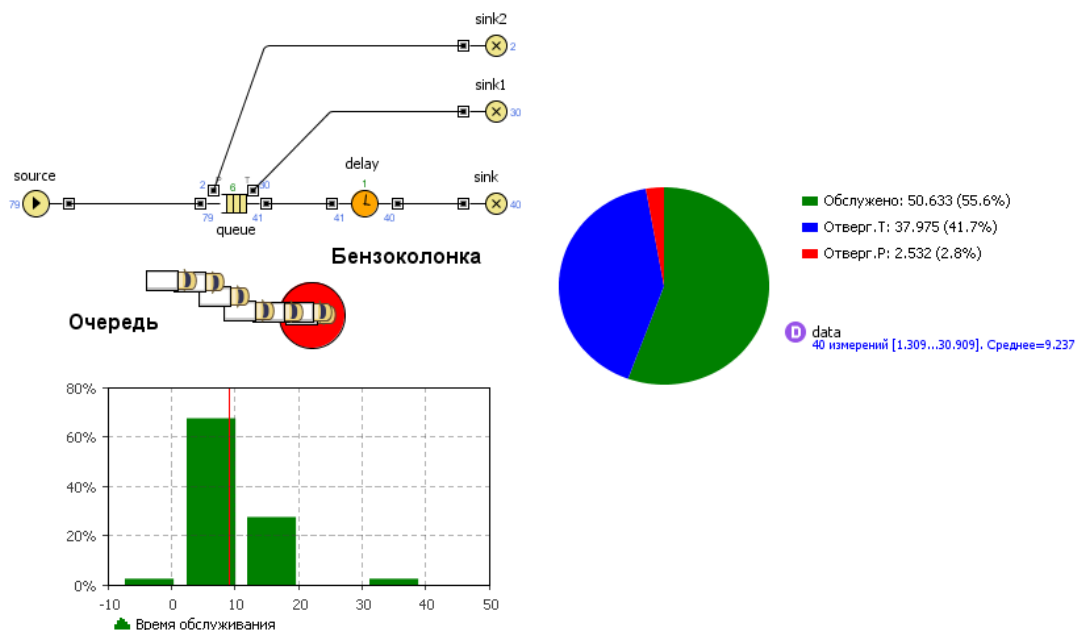 sink2
2
sink1
30
source
delay
sink
2 P 6 T 30
1
79
79
41
41
40
40
queue
Бензоколонка
Очередь
Обслужено: 50.633 (55.6%)
Отверг.Т: 37.975 (41.7%)
Отверг.Р: 2.532 (2.8%)
D data
40 измерений [1.309...30.909]. Среднее=9.237
80%
60%
40%
20%
0%
-10 0 10 20 30 40 50
Время обслуживания